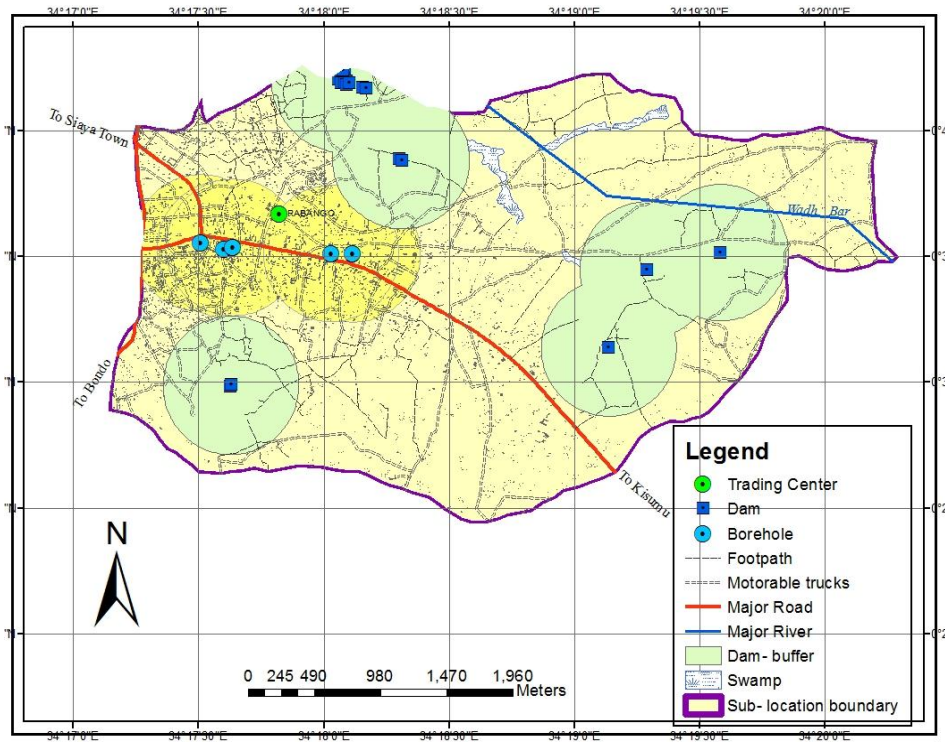 34°17'0"E 34°17'30"E 34°18'0"E 34°18'30"E 34°19'0"E 34°19'30"E 34°20'0"E
To Siaya Town
RABANGO
Wadh Bar
To Bondo
To Kisumu
N
0 245 490 980 1,470 1,960
Meters
Legend
Trading Center
Dam
Borehole
Footpath
Motorable trucks
Major Road
Major River
Dam- buffer
Swamp
Sub- location boundary
34°17'0"E 34°17'30"E 34°18'0"E 34°18'30"E 34°19'0"E 34°19'30"E 34°20'0"E